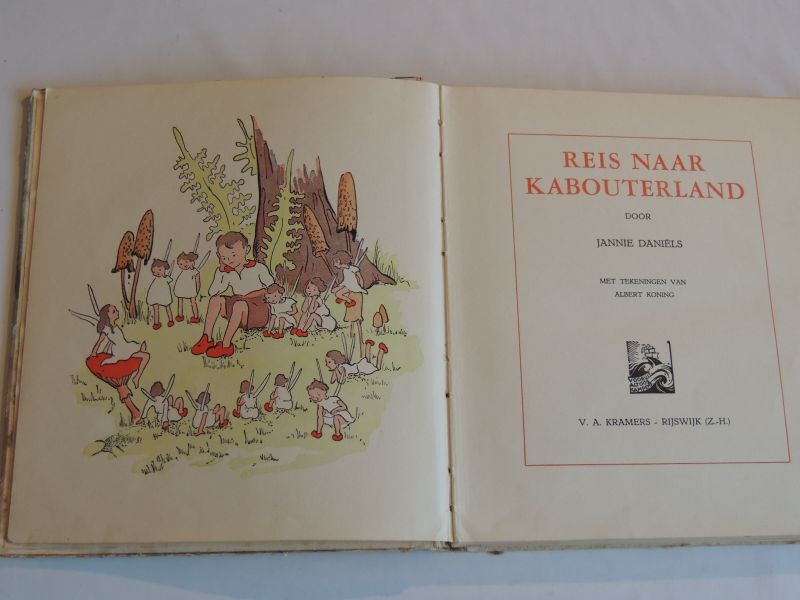 REIS NAAR
KABOUTERLAND
DOOR
JANNIE DANIËLS
MET TEKENINGEN VAN
ALBERT KONING
V. A. KRAMERS - RIJSWIJK (Z.-H.)